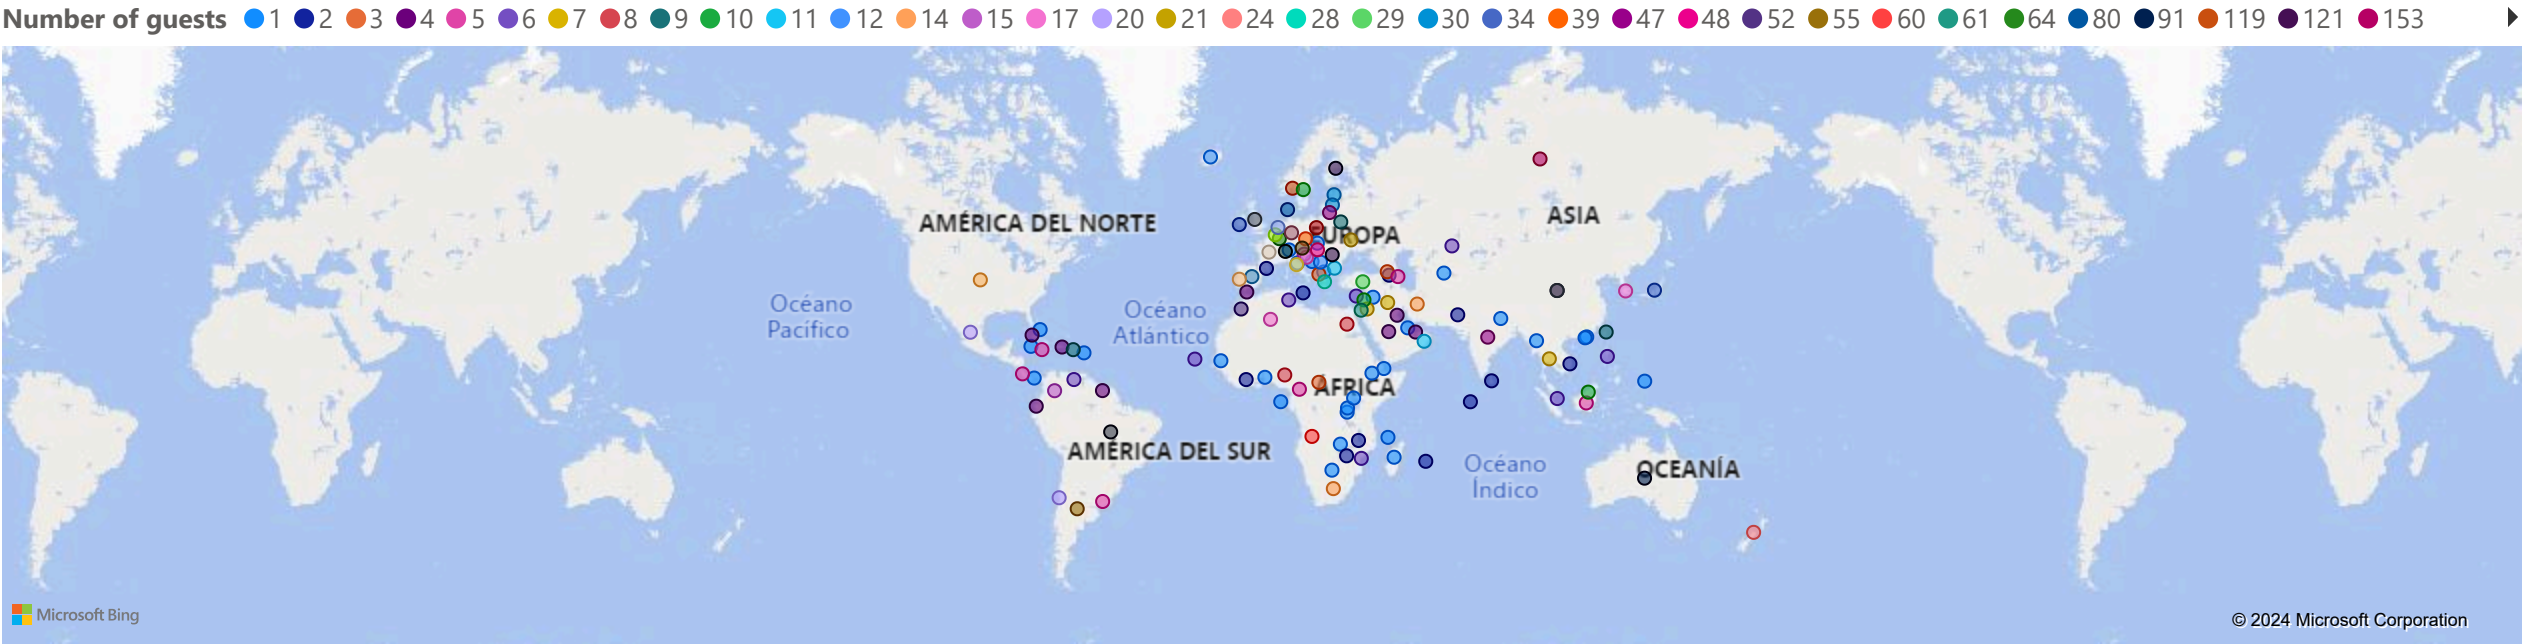 Number of guests 1 2 3 4 5 6 7 8 9 10 11 12 14 15 17 20 21 24 28 29 30 34 39 47 48 52 55 60 61 64 80 91 119 121 153
AMÉRICA DEL NORTE
EUROPA
ASIA
Océano
Pacífico
Océano
Atlántico
ÁFRICA
AMÉRICA DEL SUR
Océano
Índico
OCEANÍA
Microsoft Bing
© 2024 Microsoft Corporation